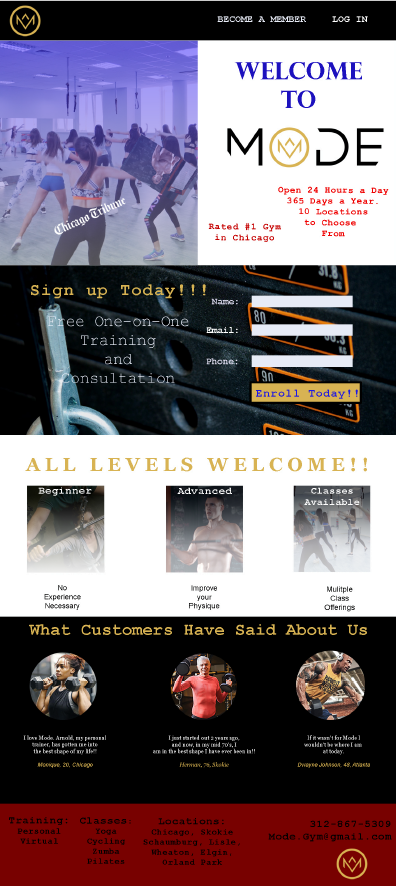 BECOME A MEMBER LOG IN
WELCOME
TO
MODE
Open 24 Hours a Day
365 Days a Year.
10 Locations
to Choose
From
Rated #1 Gym
in Chicago
Chicago Tribune
Sign up Today!!!
Free One-on-One
Training
and
Consultation
Name:
Email:
Phone:
Enroll Today!!
ALL LEVELS WELCOME!!
Beginner
No
Experience
Necessary
Advanced
Improve
your
Physique
Classes
Available
Mulitple
Class
Offerings
What Customers Have Said About Us
I love Mode. Arnold, my personal
trainer, has gotten me into
the best shape of my life!!
Monique, 20, Chicago
I just started out 2 years ago,
and now, in my mid 70's, I
am in the best shape I have ever been in!!
Herman, 76, Skokie
If it wasn't for Mode I
wouldn't be where I am
at today.
Dwayne Johnson, 48, Atlanta
Training:
Personal
Virtual
Classes:
Yoga
Cycling
Zumba
Pilates
Locations:
Chicago, Skokie
Schaumburg, Lisle,
Wheaton, Elgin,
Orland Park
312-867-5309
Mode.Gym@gmail.com